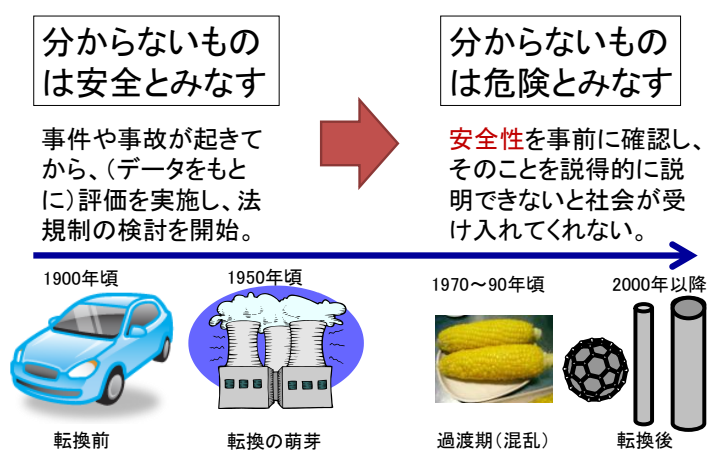 分からないもの
は安全とみなす
分からないもの
は危険とみなす
事件や事故が起きて
から、（データをもと
に）評価を実施し、法
規制の検討を開始。
安全性を事前に確認し、
そのことを説得的に説
明できないと社会が受
け入れてくれない。
1900年頃
1950年頃
1970～90年頃
2000年以降
転換前
転換の萌芽
過渡期（混乱）
転換後